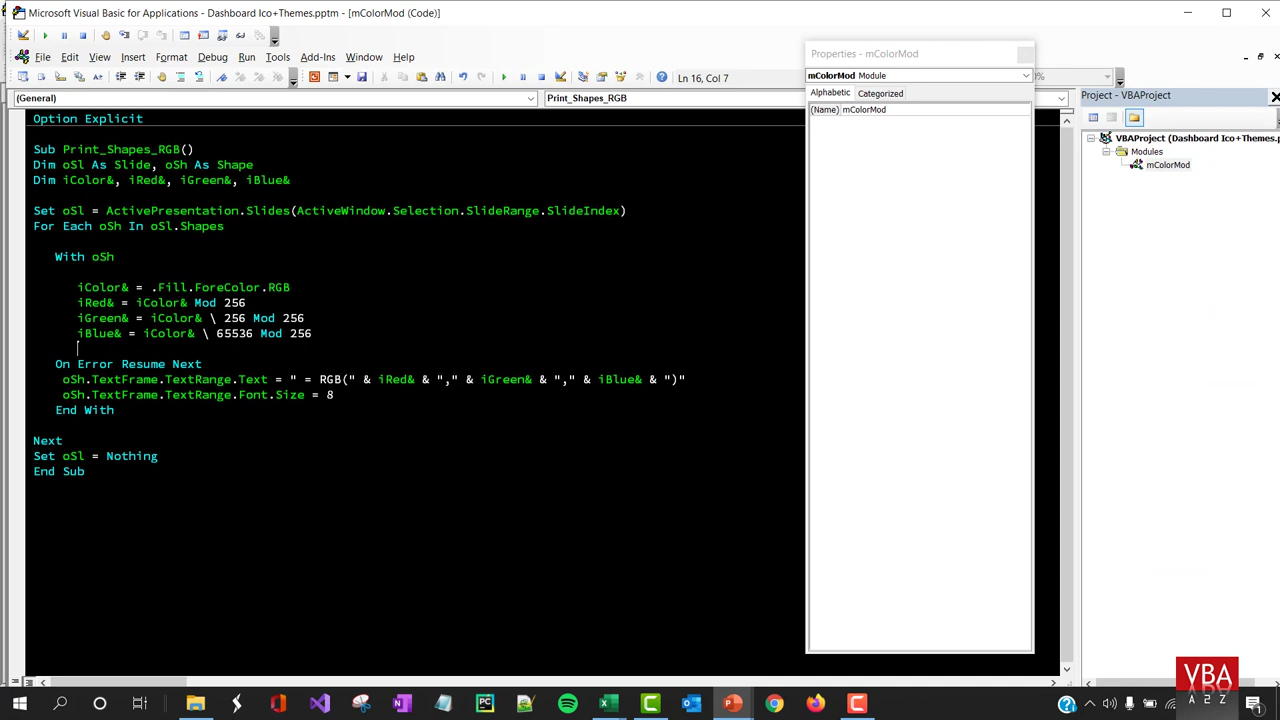 Microsoft Visual Basic for Applications - Dashboard Ico+Themes.pptm - [mColorMod (Code)]
File Edit View Insert Format Debug Run Tools Add-Ins Window Help
Ln 16, Col 7
(General) Print_Shapes_RGB
Option Explicit
Sub Print_Shapes_RGB()
Dim oSl As Slide, oSh As Shape
Dim iColor&, iRed&, iGreen&, iBlue&
Set oSl = ActivePresentation.Slides(ActiveWindow.Selection.SlideRange.SlideIndex)
For Each oSh In oSl.Shapes
With oSh
iColor& = .Fill.ForeColor.RGB
iRed& = iColor& Mod 256
iGreen& = iColor& \ 256 Mod 256
iBlue& = iColor& \ 65536 Mod 256
On Error Resume Next
oSh.TextFrame.TextRange.Text = " = RGB(" & iRed& & "," & iGreen& & "," & iBlue& & ")"
oSh.TextFrame.TextRange.Font.Size = 8
End With
Next
Set oSl = Nothing
End Sub
Properties - mColorMod
mColorMod Module
Alphabetic Categorized
(Name) mColorMod
Project - VBAProject
VBAProject (Dashboard Ico+Themes.p
Modules
mColorMod
VBA
A 2 Z